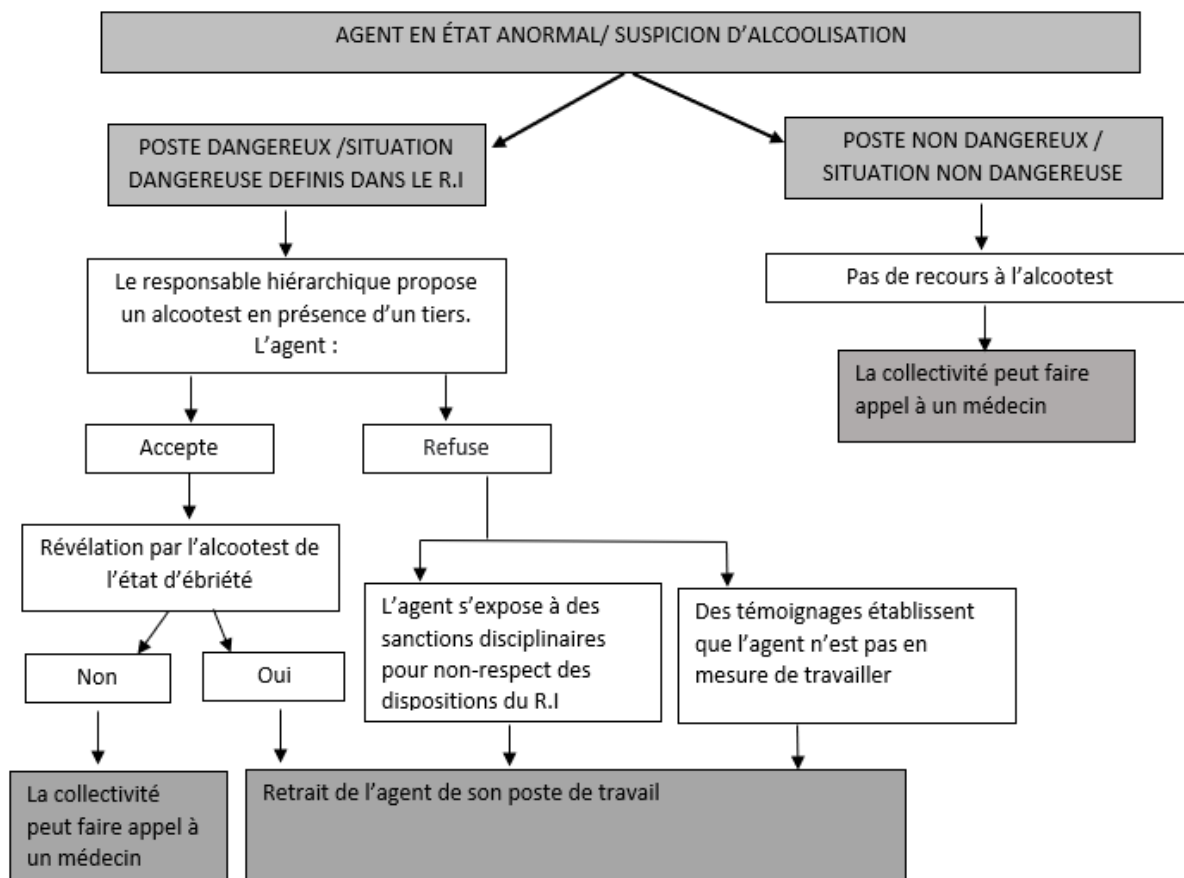 AGENT EN ÉTAT ANORMAL/ SUSPICION D’ALCOOLISATION
POSTE DANGEREUX /SITUATION
DANGEREUSE DEFINIS DANS LE R.I
POSTE NON DANGEREUX /
SITUATION NON DANGEREUSE
Le responsable hiérarchique propose
un alcootest en présence d’un tiers.
L’agent :
Pas de recours à l’alcootest
La collectivité peut faire
appel à un médecin
Accepte
Refuse
Révélation par l’alcootest de
l’état d’ébriété
L’agent s’expose à des
sanctions disciplinaires
pour non-respect des
dispositions du R.I
Des témoignages établissent
que l’agent n’est pas en
mesure de travailler
Non
Oui
La collectivité
peut faire appel à
un médecin
Retrait de l’agent de son poste de travail